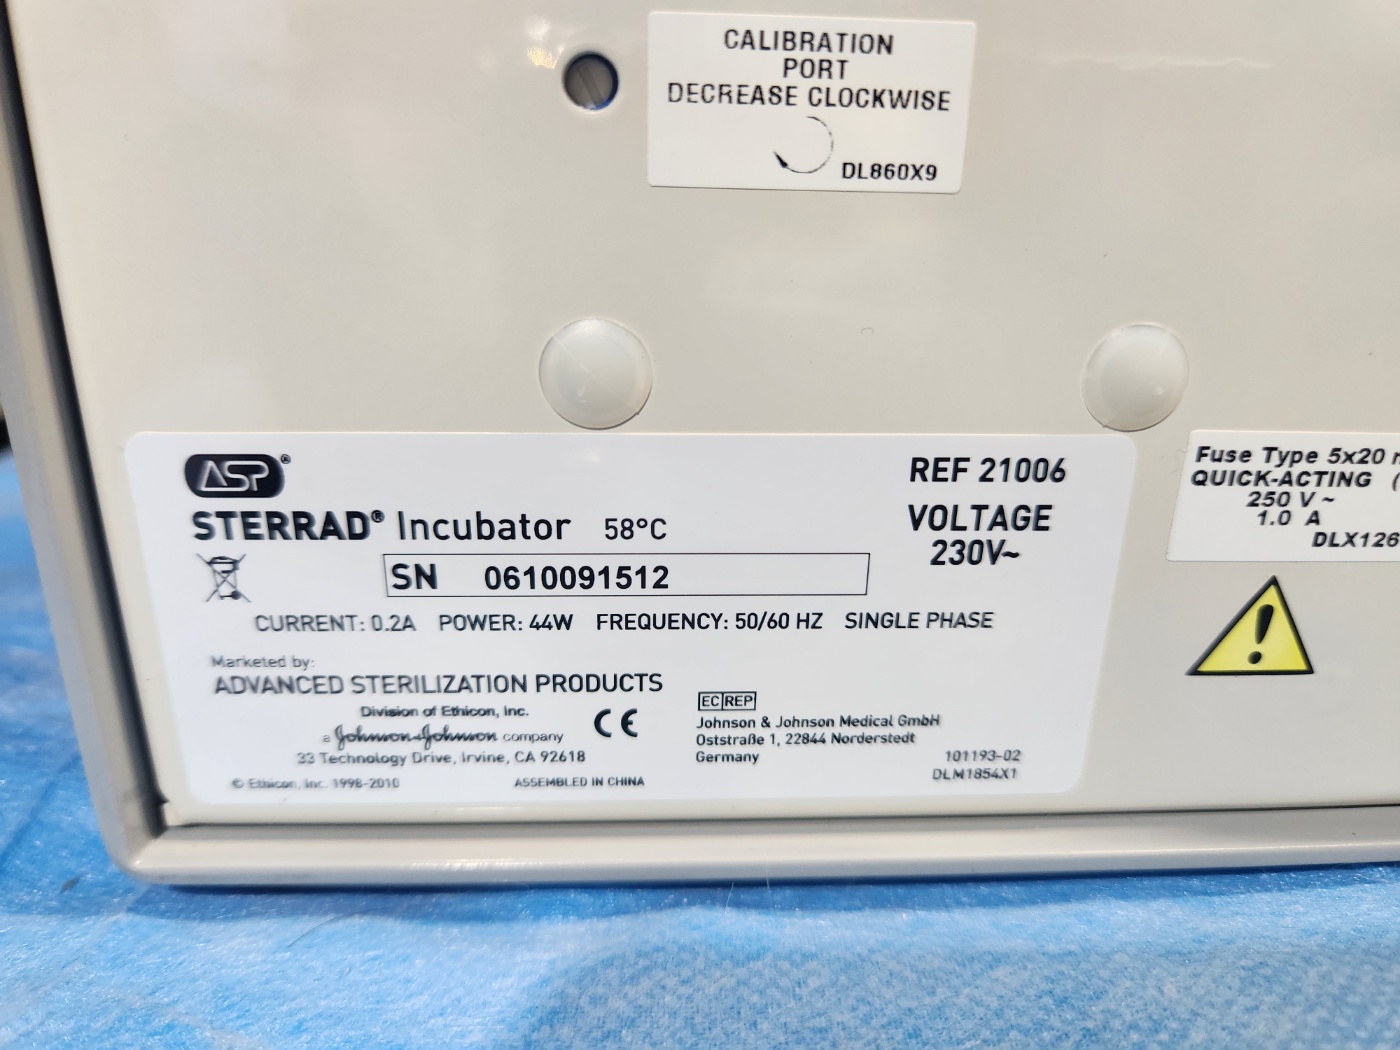 CALIBRATION
PORT
DECREASE CLOCKWISE
DL860X9
ASP®
STERRAD® Incubator 58°C
SN 0610091512
REF 21006
VOLTAGE
230V~
CURRENT: 0.2A POWER: 44W FREQUENCY: 50/60 HZ SINGLE PHASE
Marketed by:
ADVANCED STERILIZATION PRODUCTS
Division of Ethicon, Inc.
a Johnson & Johnson company
33 Technology Drive, Irvine, CA 92618
© Ethicon, Inc. 1998-2010
ASSEMBLED IN CHINA
CE
EC REP
Johnson & Johnson Medical GmbH
Oststraße 1, 22844 Norderstedt
Germany
101193-02
DLM1854X1
Fuse Type 5x20
QUICK-ACTING (
250 V ~
1.0 A
DLX126
!